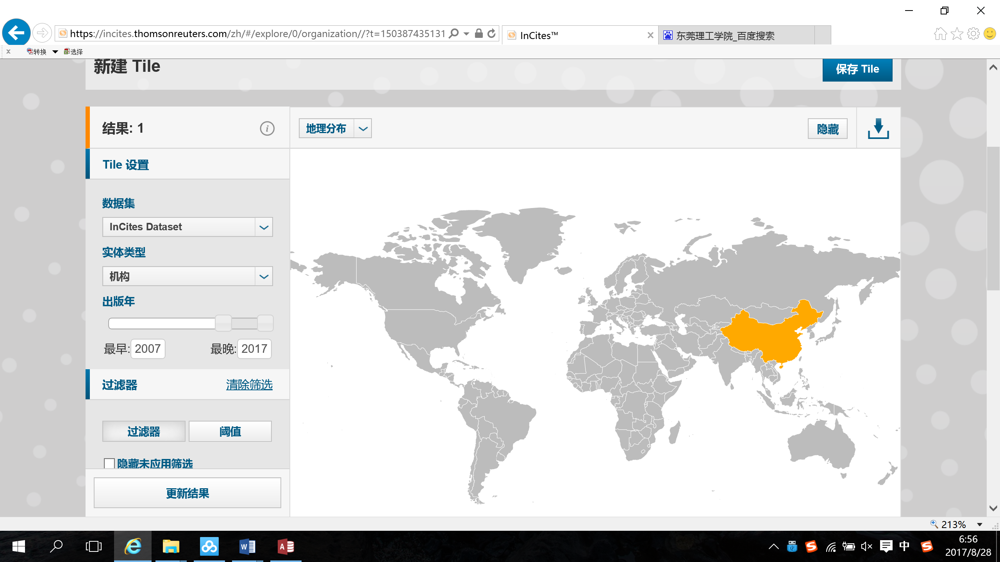 https://incites.thomsonreuters.com/zh/#/explore/0/organization//?t=150387435131
InCites™
东莞理工学院_百度搜索
转换
选择
新建 Tile
保存 Tile
结果: 1
地理分布
隐藏
Tile 设置
数据集
InCites Dataset
实体类型
机构
出版年
最早: 2007
最晚: 2017
过滤器
清除筛选
过滤器
阈值
隐藏未应用筛选
更新结果
213%
中
6:56
2017/8/28